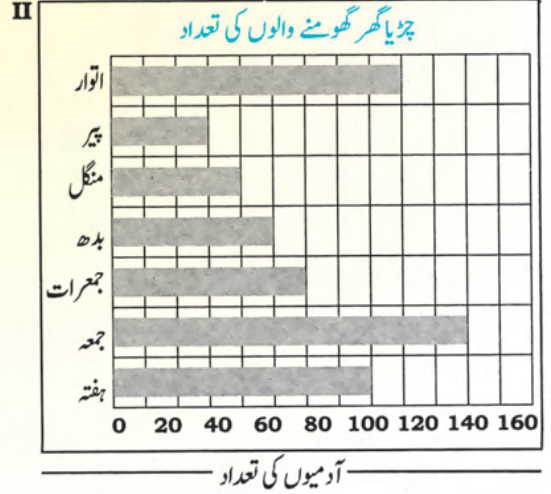 II
چڑیا گھر گھومنے والوں کی تعداد
اتوار
پیر
منگل
بدھ
جمعرات
جمعہ
ہفتہ
0 20 40 60 80 100 120 140 160
آدمیوں کی تعداد